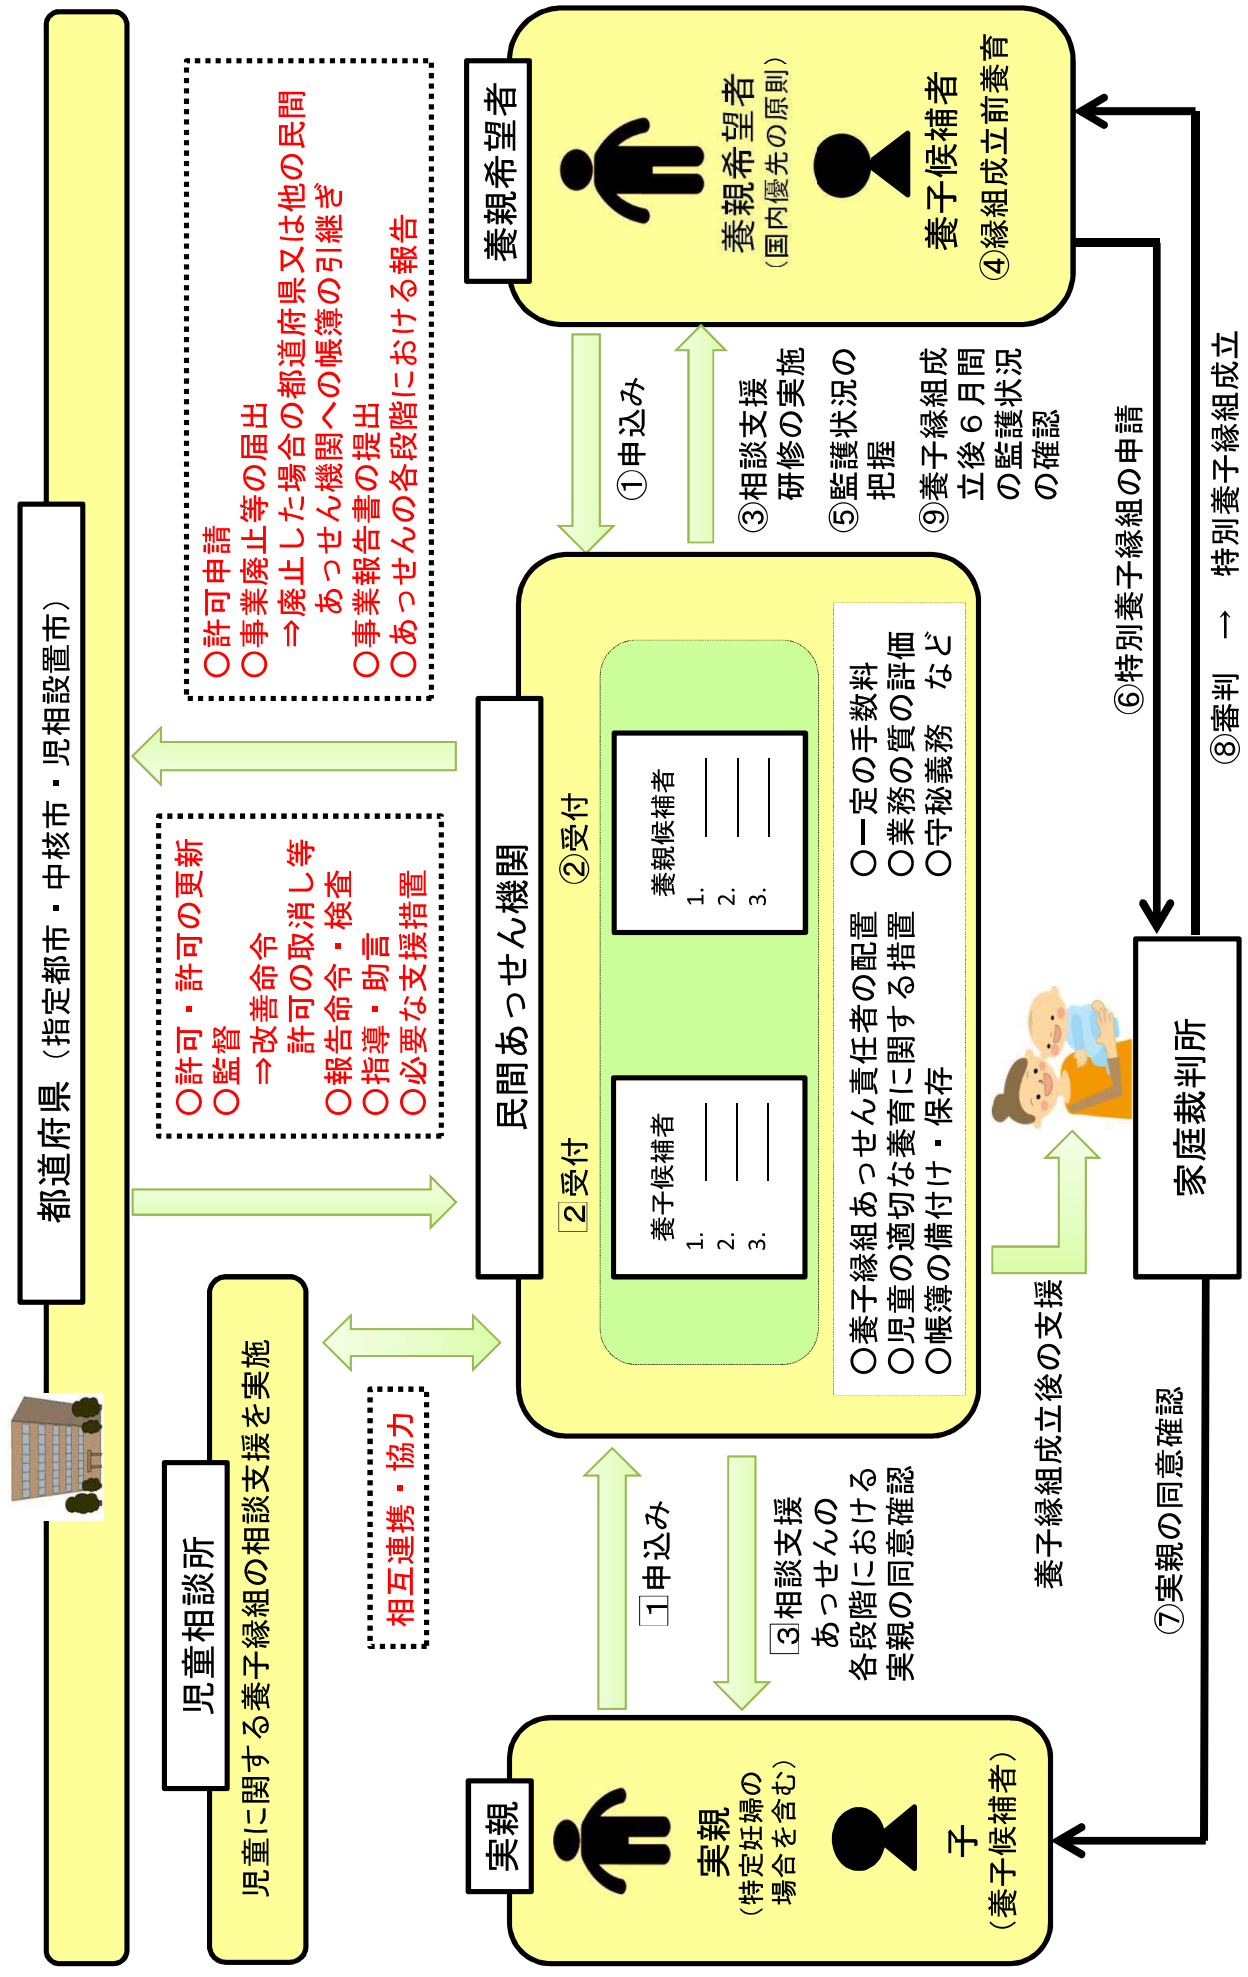 都道府県（指定都市・中核市・児相設置市）
児童相談所
児童に関する養子縁組の相談支援を実施
相互連携・協力
○許可・許可の更新
○監督
⇒改善命令
許可の取消し等
○報告命令・検査
○指導・助言
○必要な支援措置
○許可申請
○事業廃止等の届出
⇒廃止した場合の都道府県又は他の民間
あっせん機関への帳簿の引継ぎ
○事業報告書の提出
○あっせんの各段階における報告
実親
実親
（特定妊婦の
場合を含む）
子
（養子候補者）
1申込み
3相談支援
あっせんの
各段階における
実親の同意確認
民間あっせん機関
2受付
②受付
養子候補者
1.
2.
3.
養親候補者
1.
2.
3.
○養子縁組あっせん責任者の配置
○児童の適切な養育に関する措置
○帳簿の備付け・保存
○一定の手数料
○業務の質の評価
○守秘義務　など
①申込み
③相談支援
研修の実施
⑤監護状況の
把握
⑨養子縁組成
立後６月間
の監護状況
の確認
養親希望者
養親希望者
（国内優先の原則）
養子候補者
④縁組成立前養育
養子縁組成立後の支援
⑥特別養子縁組の申請
⑦実親の同意確認
家庭裁判所
⑧審判　→　特別養子縁組成立